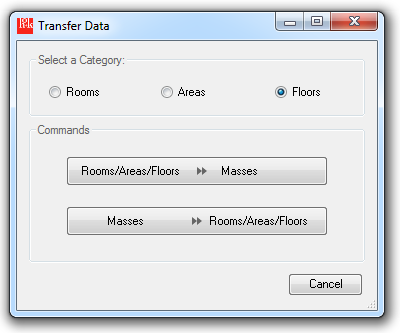 Transfer Data
Select a Category:
Rooms Areas Floors
Commands
Rooms/Areas/Floors Masses
Masses Rooms/Areas/Floors
Cancel